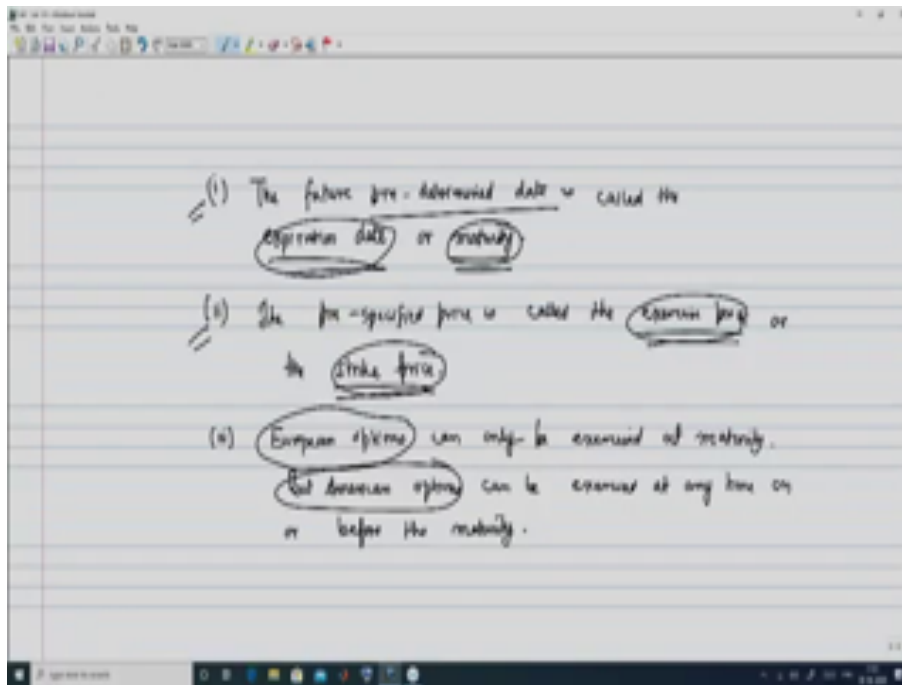 (1) The future pre-determined date is called the
expiration date or maturity
The pre-specified price is called the exercise price or
the strike price
European options can only be exercised at maturity.
But American options can be exercised at any time on
or before the maturity.